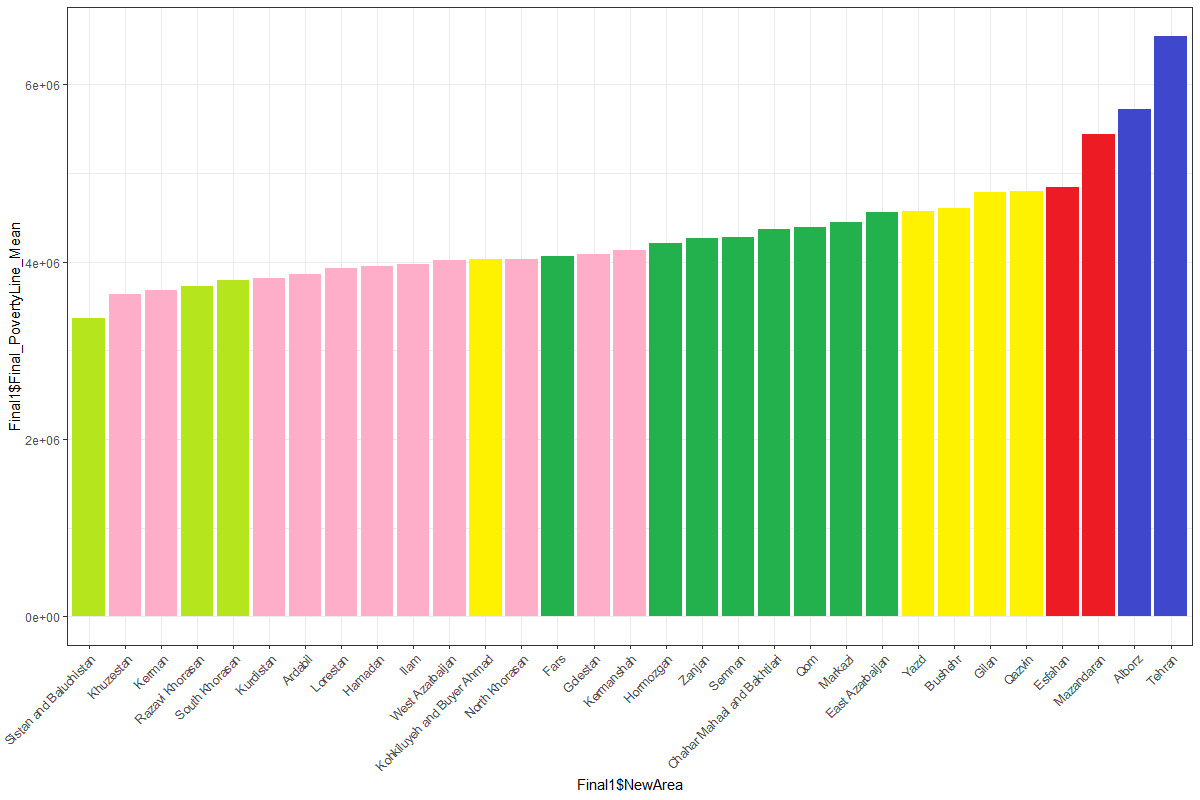 6e+06
4e+06
2e+06
0e+00
Final1$Final_PovertyLine_Mean
Sistan and Baluchistan
Khuzestan
Kerman
Razavi Khorasan
South Khorasan
Kurdistan
Ardabil
Lorestan
Hamadan
Ilam
West Azarbaijan
Kohkiluyeh and Buyer Ahmad
North Khorasan
Fars
Golestan
Kermanshah
Hormozgan
Zanjan
Semnan
Chahar Mahaal and Bakhtiari
Qom
Markazi
East Azarbaijan
Yazd
Bushehr
Gilan
Qazvin
Esfahan
Mazandaran
Alborz
Tehran
Final1$NewArea